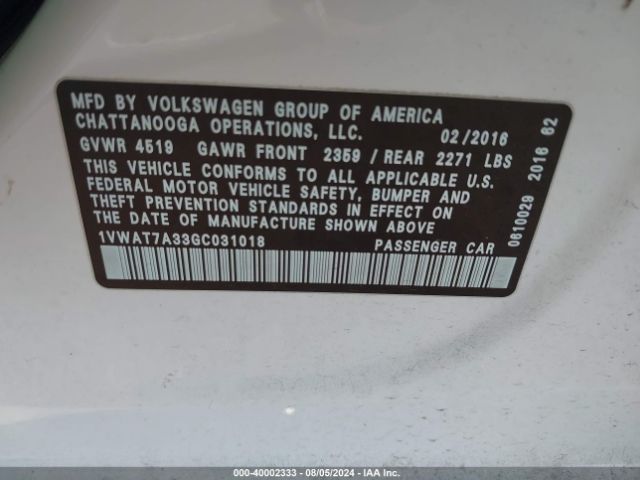 MFD BY VOLKSWAGEN GROUP OF AMERICA
CHATTANOOGA OPERATIONS, LLC. 02/2016
GVWR 4519 GAWR FRONT 2359 / REAR 2271 LBS
THIS VEHICLE CONFORMS TO ALL APPLICABLE U.S.
FEDERAL MOTOR VEHICLE SAFETY, BUMPER AND
THEFT PREVENTION STANDARDS IN EFFECT ON
THE DATE OF MANUFACTURE SHOWN ABOVE
1VWAT7A33GC031018 PASSENGER CAR
0610029 2016 62
000-40002333 - 08/05/2024 - IAAI.COM